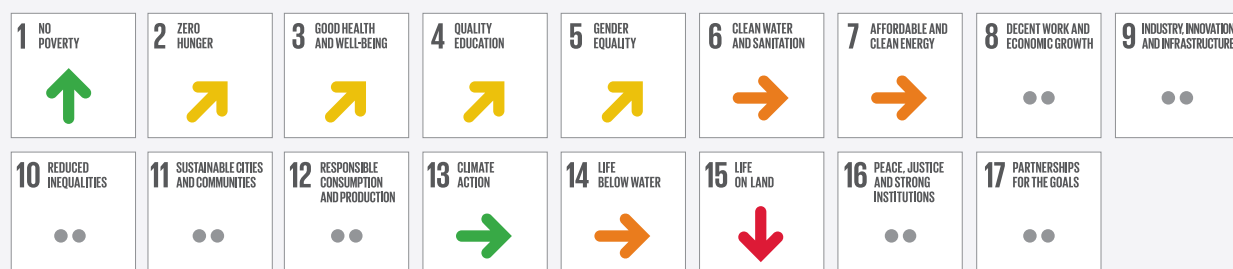 1 NO
POVERTY
2 ZERO
HUNGER
3 GOOD HEALTH
AND WELL-BEING
4 QUALITY
EDUCATION
5 GENDER
EQUALITY
6 CLEAN WATER
AND SANITATION
7 AFFORDABLE AND
CLEAN ENERGY
8 DECENT WORK AND
ECONOMIC GROWTH
9 INDUSTRY, INNOVATION
AND INFRASTRUCTURE
10 REDUCED
INEQUALITIES
11 SUSTAINABLE CITIES
AND COMMUNITIES
12 RESPONSIBLE
CONSUMPTION
AND PRODUCTION
13 CLIMATE
ACTION
14 LIFE
BELOW WATER
15 LIFE
ON LAND
16 PEACE, JUSTICE
AND STRONG
INSTITUTIONS
17 PARTNERSHIPS
FOR THE GOALS